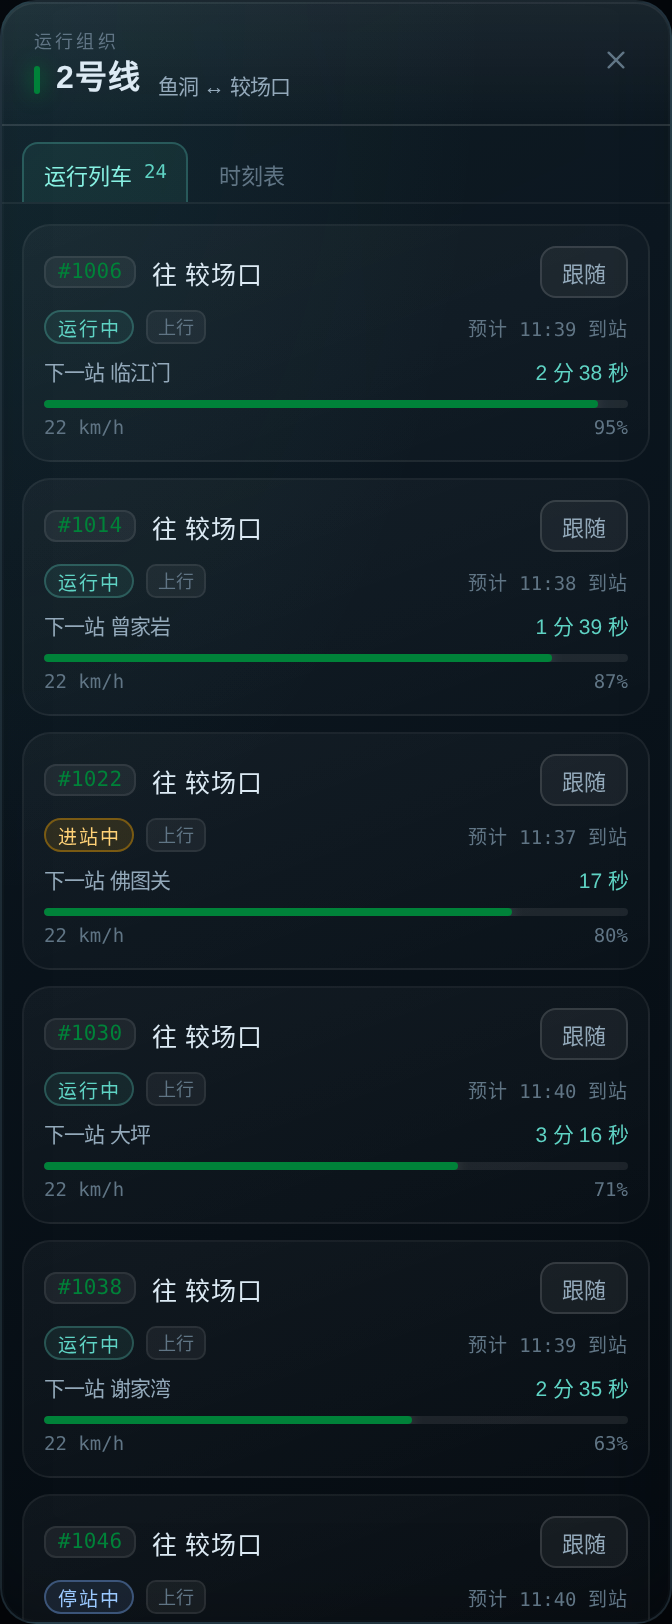 运行组织
2号线 鱼洞 ↔ 较场口
×
运行列车 24 时刻表
#1006 往 较场口 跟随
运行中 上行 预计 11:39 到站
下一站 临江门 2 分 38 秒
22 km/h 95%
#1014 往 较场口 跟随
运行中 上行 预计 11:38 到站
下一站 曾家岩 1 分 39 秒
22 km/h 87%
#1022 往 较场口 跟随
进站中 上行 预计 11:37 到站
下一站 佛图关 17 秒
22 km/h 80%
#1030 往 较场口 跟随
运行中 上行 预计 11:40 到站
下一站 大坪 3 分 16 秒
22 km/h 71%
#1038 往 较场口 跟随
运行中 上行 预计 11:39 到站
下一站 谢家湾 2 分 35 秒
22 km/h 63%
#1046 往 较场口 跟随
停站中 上行 预计 11:40 到站